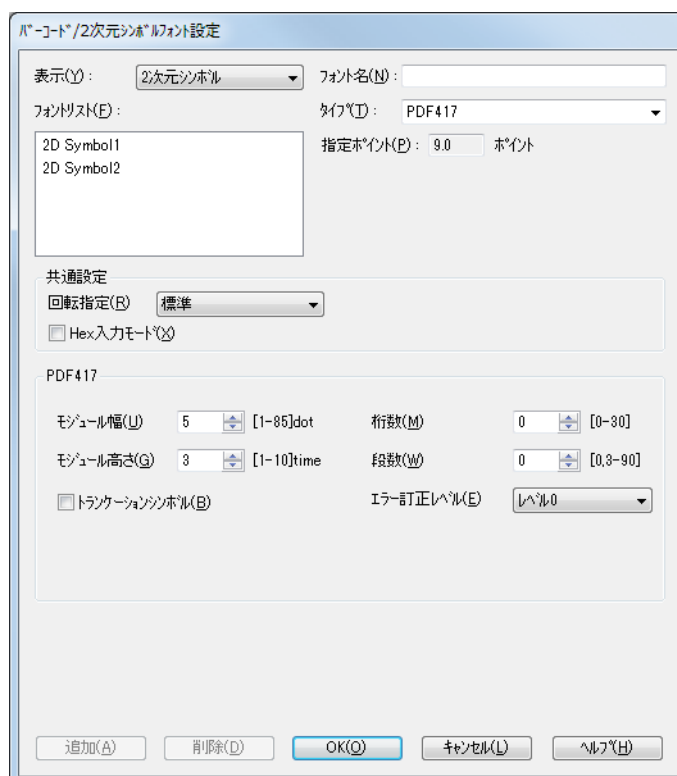 ﾊﾞｰｺｰﾄﾞ/2次元ｼﾝﾎﾞﾙﾌｫﾝﾄ設定
表示(Y): 2次元ｼﾝﾎﾞﾙ ﾌｫﾝﾄ名(N):
ﾌｫﾝﾄﾘｽﾄ(F): ﾀｲﾌﾟ(T): PDF417
2D Symbol1 指定ﾎﾟｲﾝﾄ(P): 9.0 ﾎﾟｲﾝﾄ
2D Symbol2
共通設定
回転指定(R) 標準
Hex入力ﾓｰﾄﾞ(X)
PDF417
ﾓｼﾞｭｰﾙ幅(U) 5 [1-85]dot 桁数(M) 0 [0-30]
ﾓｼﾞｭｰﾙ高さ(G) 3 [1-10]time 段数(W) 0 [0,3-90]
ﾄﾗﾝｹｰｼｮﾝｼﾝﾎﾞﾙ(B) ｴﾗｰ訂正ﾚﾍﾞﾙ(E) ﾚﾍﾞﾙ0
追加(A) 削除(D) OK(O) ｷｬﾝｾﾙ(L) ﾍﾙﾌﾟ(H)